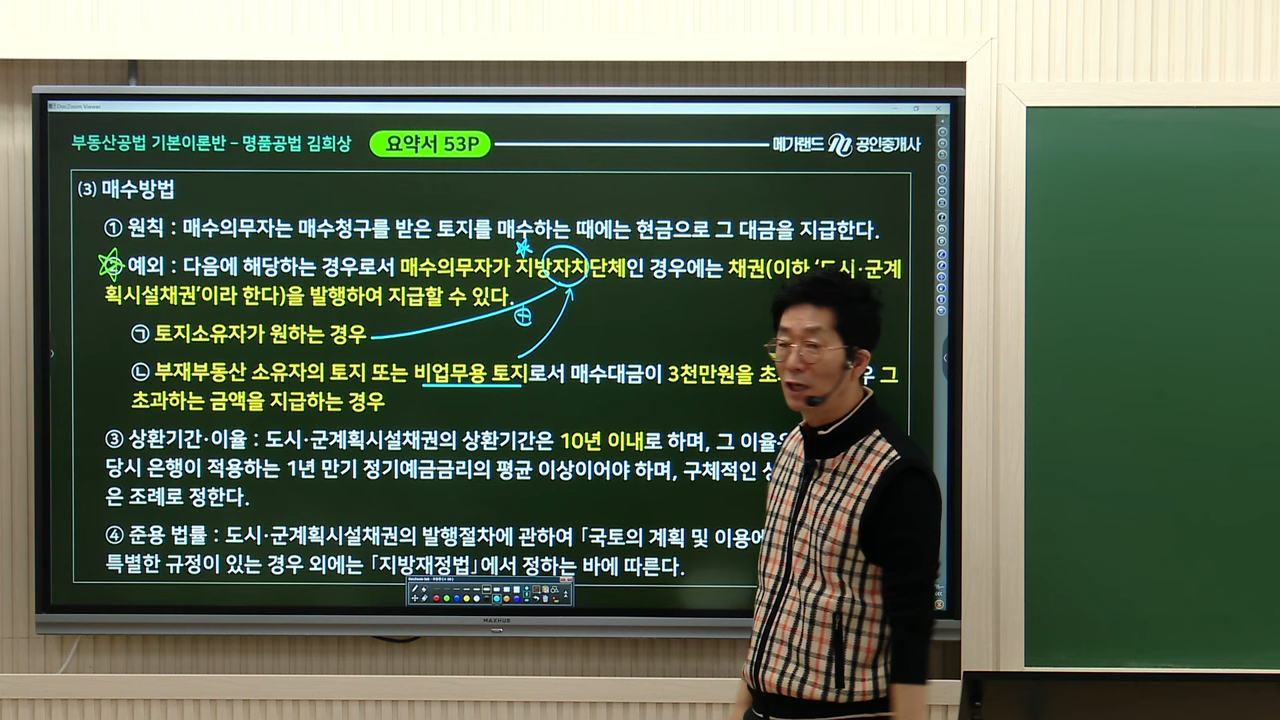 DocZoom Viewer
부동산공법 기본이론반 - 명품공법 김희상 요약서 53P 메가랜드 공인중개사
(3) 매수방법
① 원칙 : 매수의무자는 매수청구를 받은 토지를 매수하는 때에는 현금으로 그 대금을 지급한다.
② 예외 : 다음에 해당하는 경우로서 매수의무자가 지방자치단체인 경우에는 채권(이하 '도시·군계
획시설채권'이라 한다)을 발행하여 지급할 수 있다.
㉠ 토지소유자가 원하는 경우
㉡ 부재부동산 소유자의 토지 또는 비업무용 토지로서 매수대금이 3천만원을 그
초과하는 금액을 지급하는 경우
③ 상환기간·이율 : 도시·군계획시설채권의 상환기간은 10년 이내로 하며, 그
당시 은행이 적용하는 1년 만기 정기예금금리의 평균 이상이어야 하며, 구체적인
은 조례로 정한다.
④ 준용 법률 : 도시·군계획시설채권의 발행절차에 관하여 「국토의 계획 및
특별한 규정이 있는 경우 외에는 「지방재정법」에서 정하는 바에 따른다.
MAXHUB